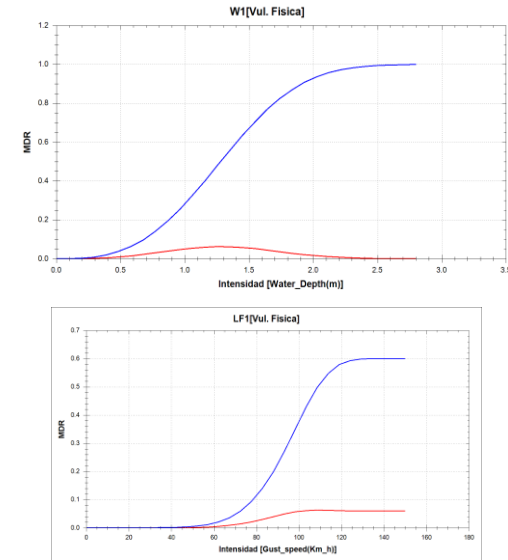 W1[Vul. Fisica]
1.2
1.0
0.8
0.6
0.4
0.2
0.0
MDR
0.0 0.5 1.0 1.5 2.0 2.5 3.0 3.5
Intensidad [Water_Depth(m)]
LF1[Vul. Fisica]
0.7
0.6
0.5
0.4
0.3
0.2
0.1
0.0
MDR
0 20 40 60 80 100 120 140 160 180
Intensidad [Gust_speed(Km_h)]